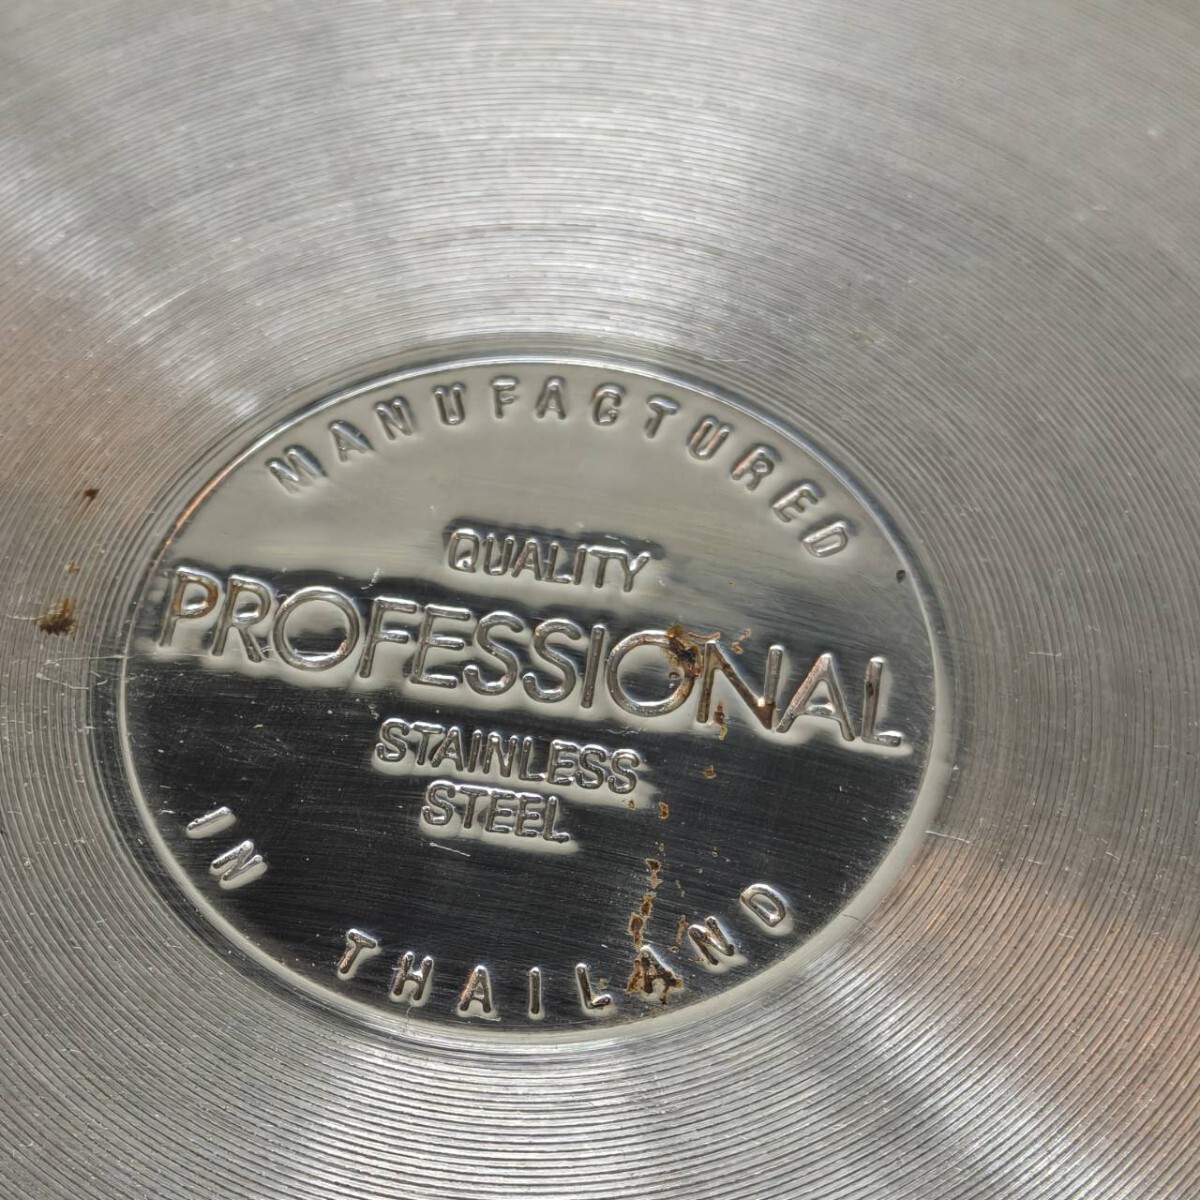 MANUFACTURED
QUALITY
PROFESSIONAL
STAINLESS
STEEL
IN THAILAND